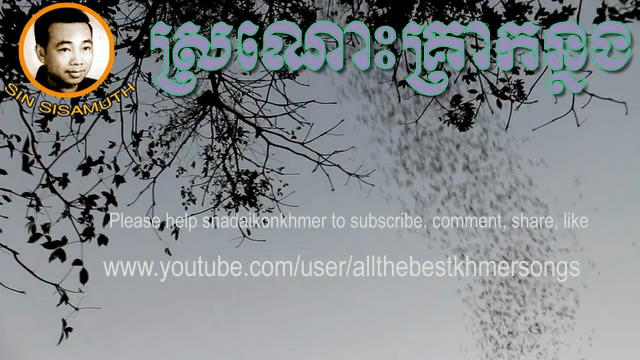 ស្រណោះគ្រាកន្លង
SIN SISAMUTH
Please help snadaikonkhmer to subscribe, comment, share, like
www.youtube.com/user/allthebestkhmersongs